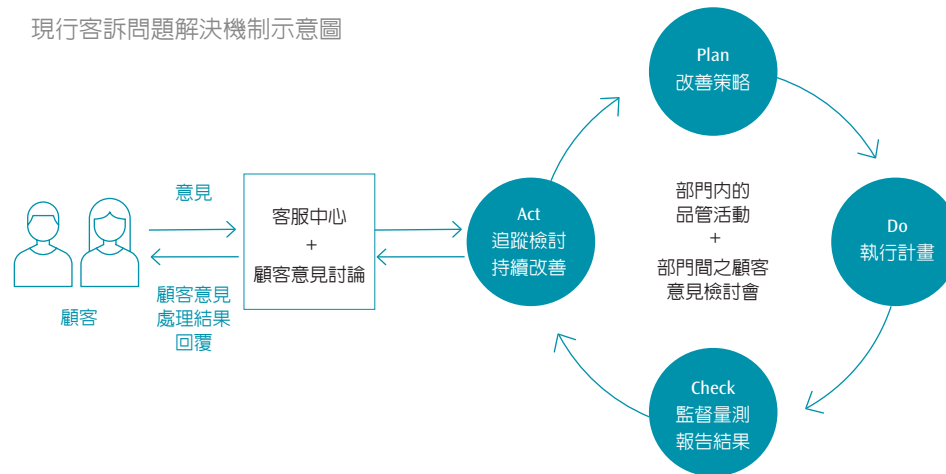 現行客訴問題解決機制示意圖
顧客
意見
顧客意見
處理結果
回覆
客服中心
+
顧客意見討論
Act
追蹤檢討
持續改善
Plan
改善策略
部門內的
品管活動
+
部門間之顧客
意見檢討會
Do
執行計畫
Check
監督量測
報告結果